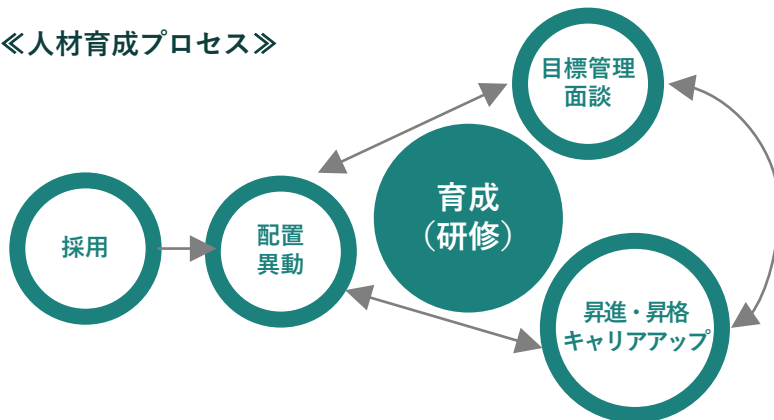 ≪人材育成プロセス≫
目標管理
面談
育成
（研修）
採用
配置
異動
昇進・昇格
キャリアアップ